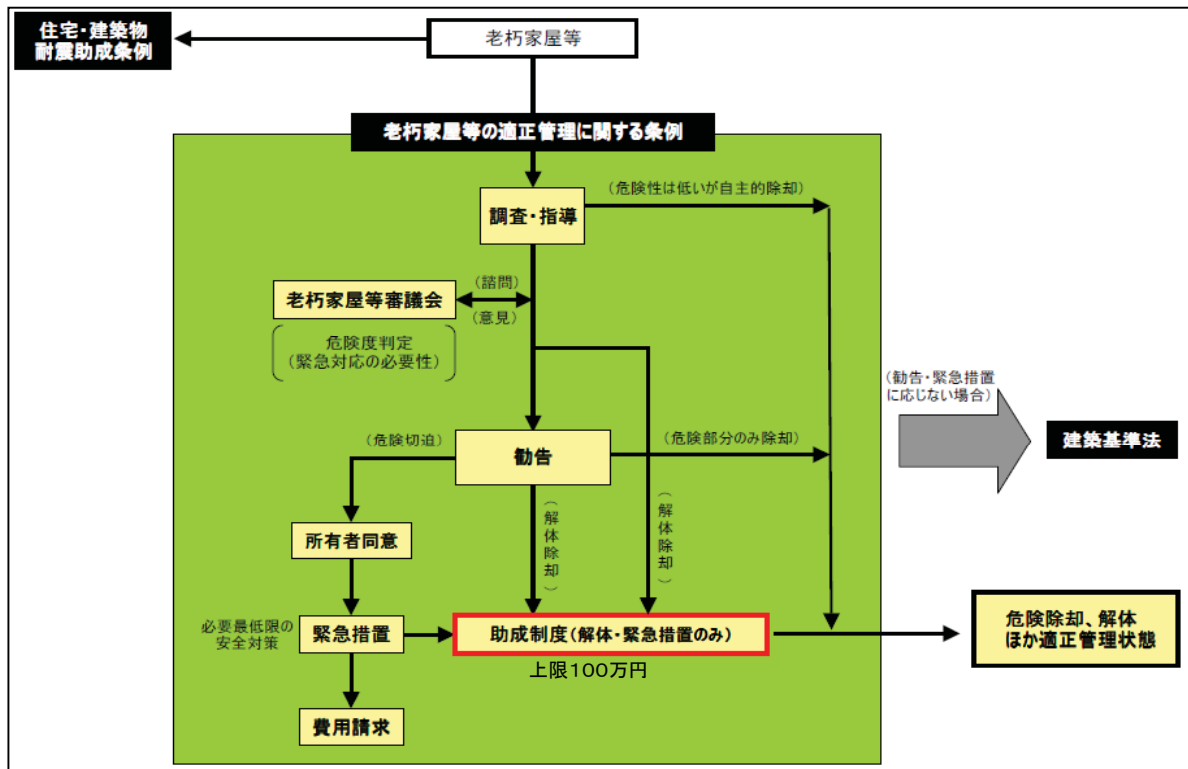 住宅・建築物
耐震助成条例
老朽家屋等
老朽家屋等の適正管理に関する条例
調査・指導
（危険性は低いが自主的除却）
老朽家屋等審議会
（諮問）
（意見）
危険度判定
（緊急対応の必要性）
（勧告・緊急措置
に応じない場合）
建築基準法
（危険切迫）
勧告
（危険部分のみ除却）
（解体除却）
（解体除却）
所有者同意
必要最低限の
安全対策
緊急措置
助成制度（解体・緊急措置のみ）
上限100万円
危険除却、解体
ほか適正管理状態
費用請求